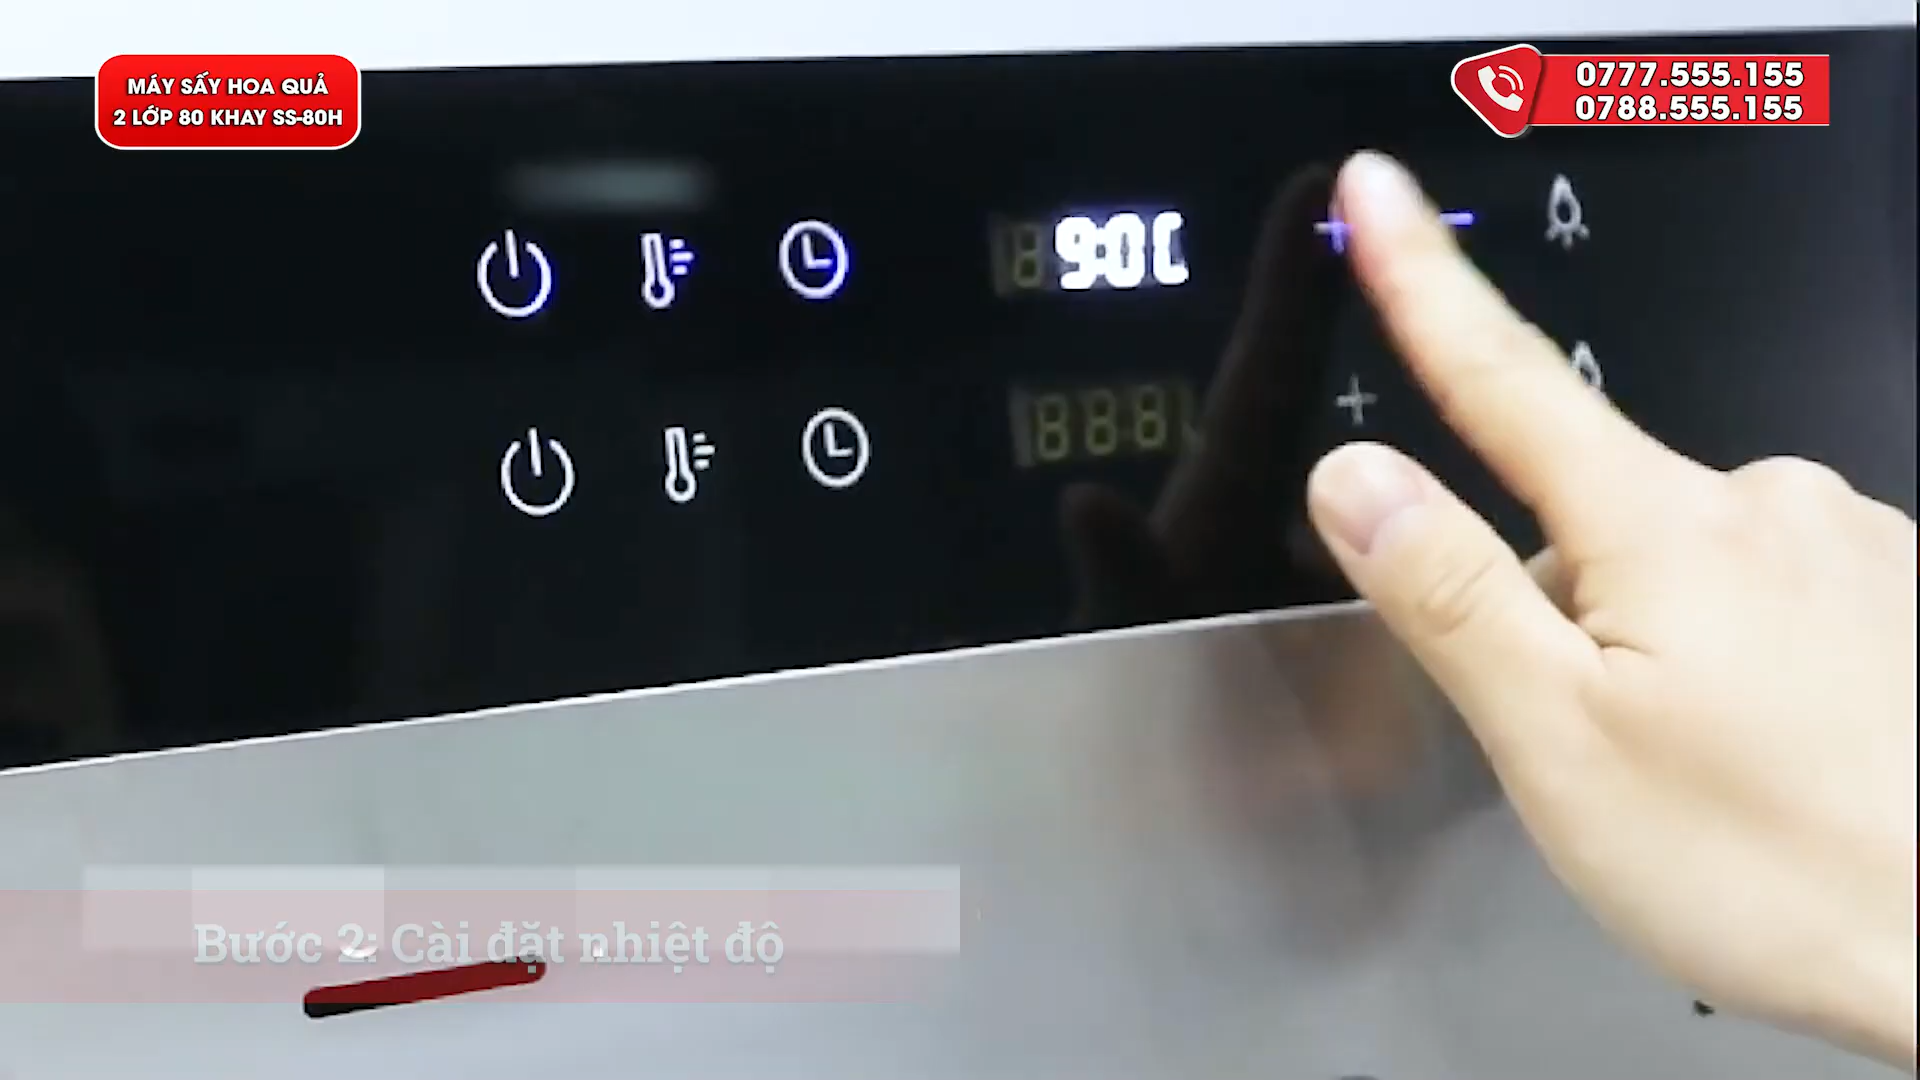 MÁY SẤY HOA QUẢ
2 LỚP 80 KHAY SS-80H
0777.555.155
0788.555.155
90C
Bước 2: Cài đặt nhiệt độ